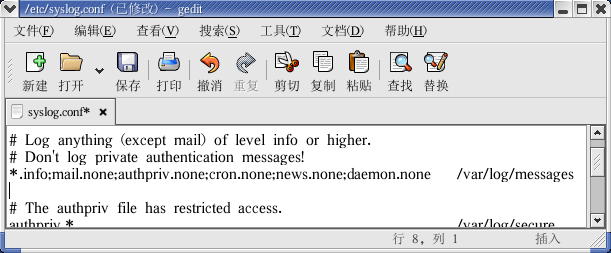 /etc/syslog.conf (已修改) - gedit
文件(F) 编辑(E) 查看(V) 搜索(S) 工具(T) 文档(D) 帮助(H)
新建 打开 保存 打印 撤消 重复 剪切 复制 粘贴 查找 替换
syslog.conf*
# Log anything (except mail) of level info or higher.
# Don't log private authentication messages!
*.info;mail.none;authpriv.none;cron.none;news.none;daemon.none /var/log/messages
# The authpriv file has restricted access.
authpriv.* /var/log/secure
行 8, 列 1 插入